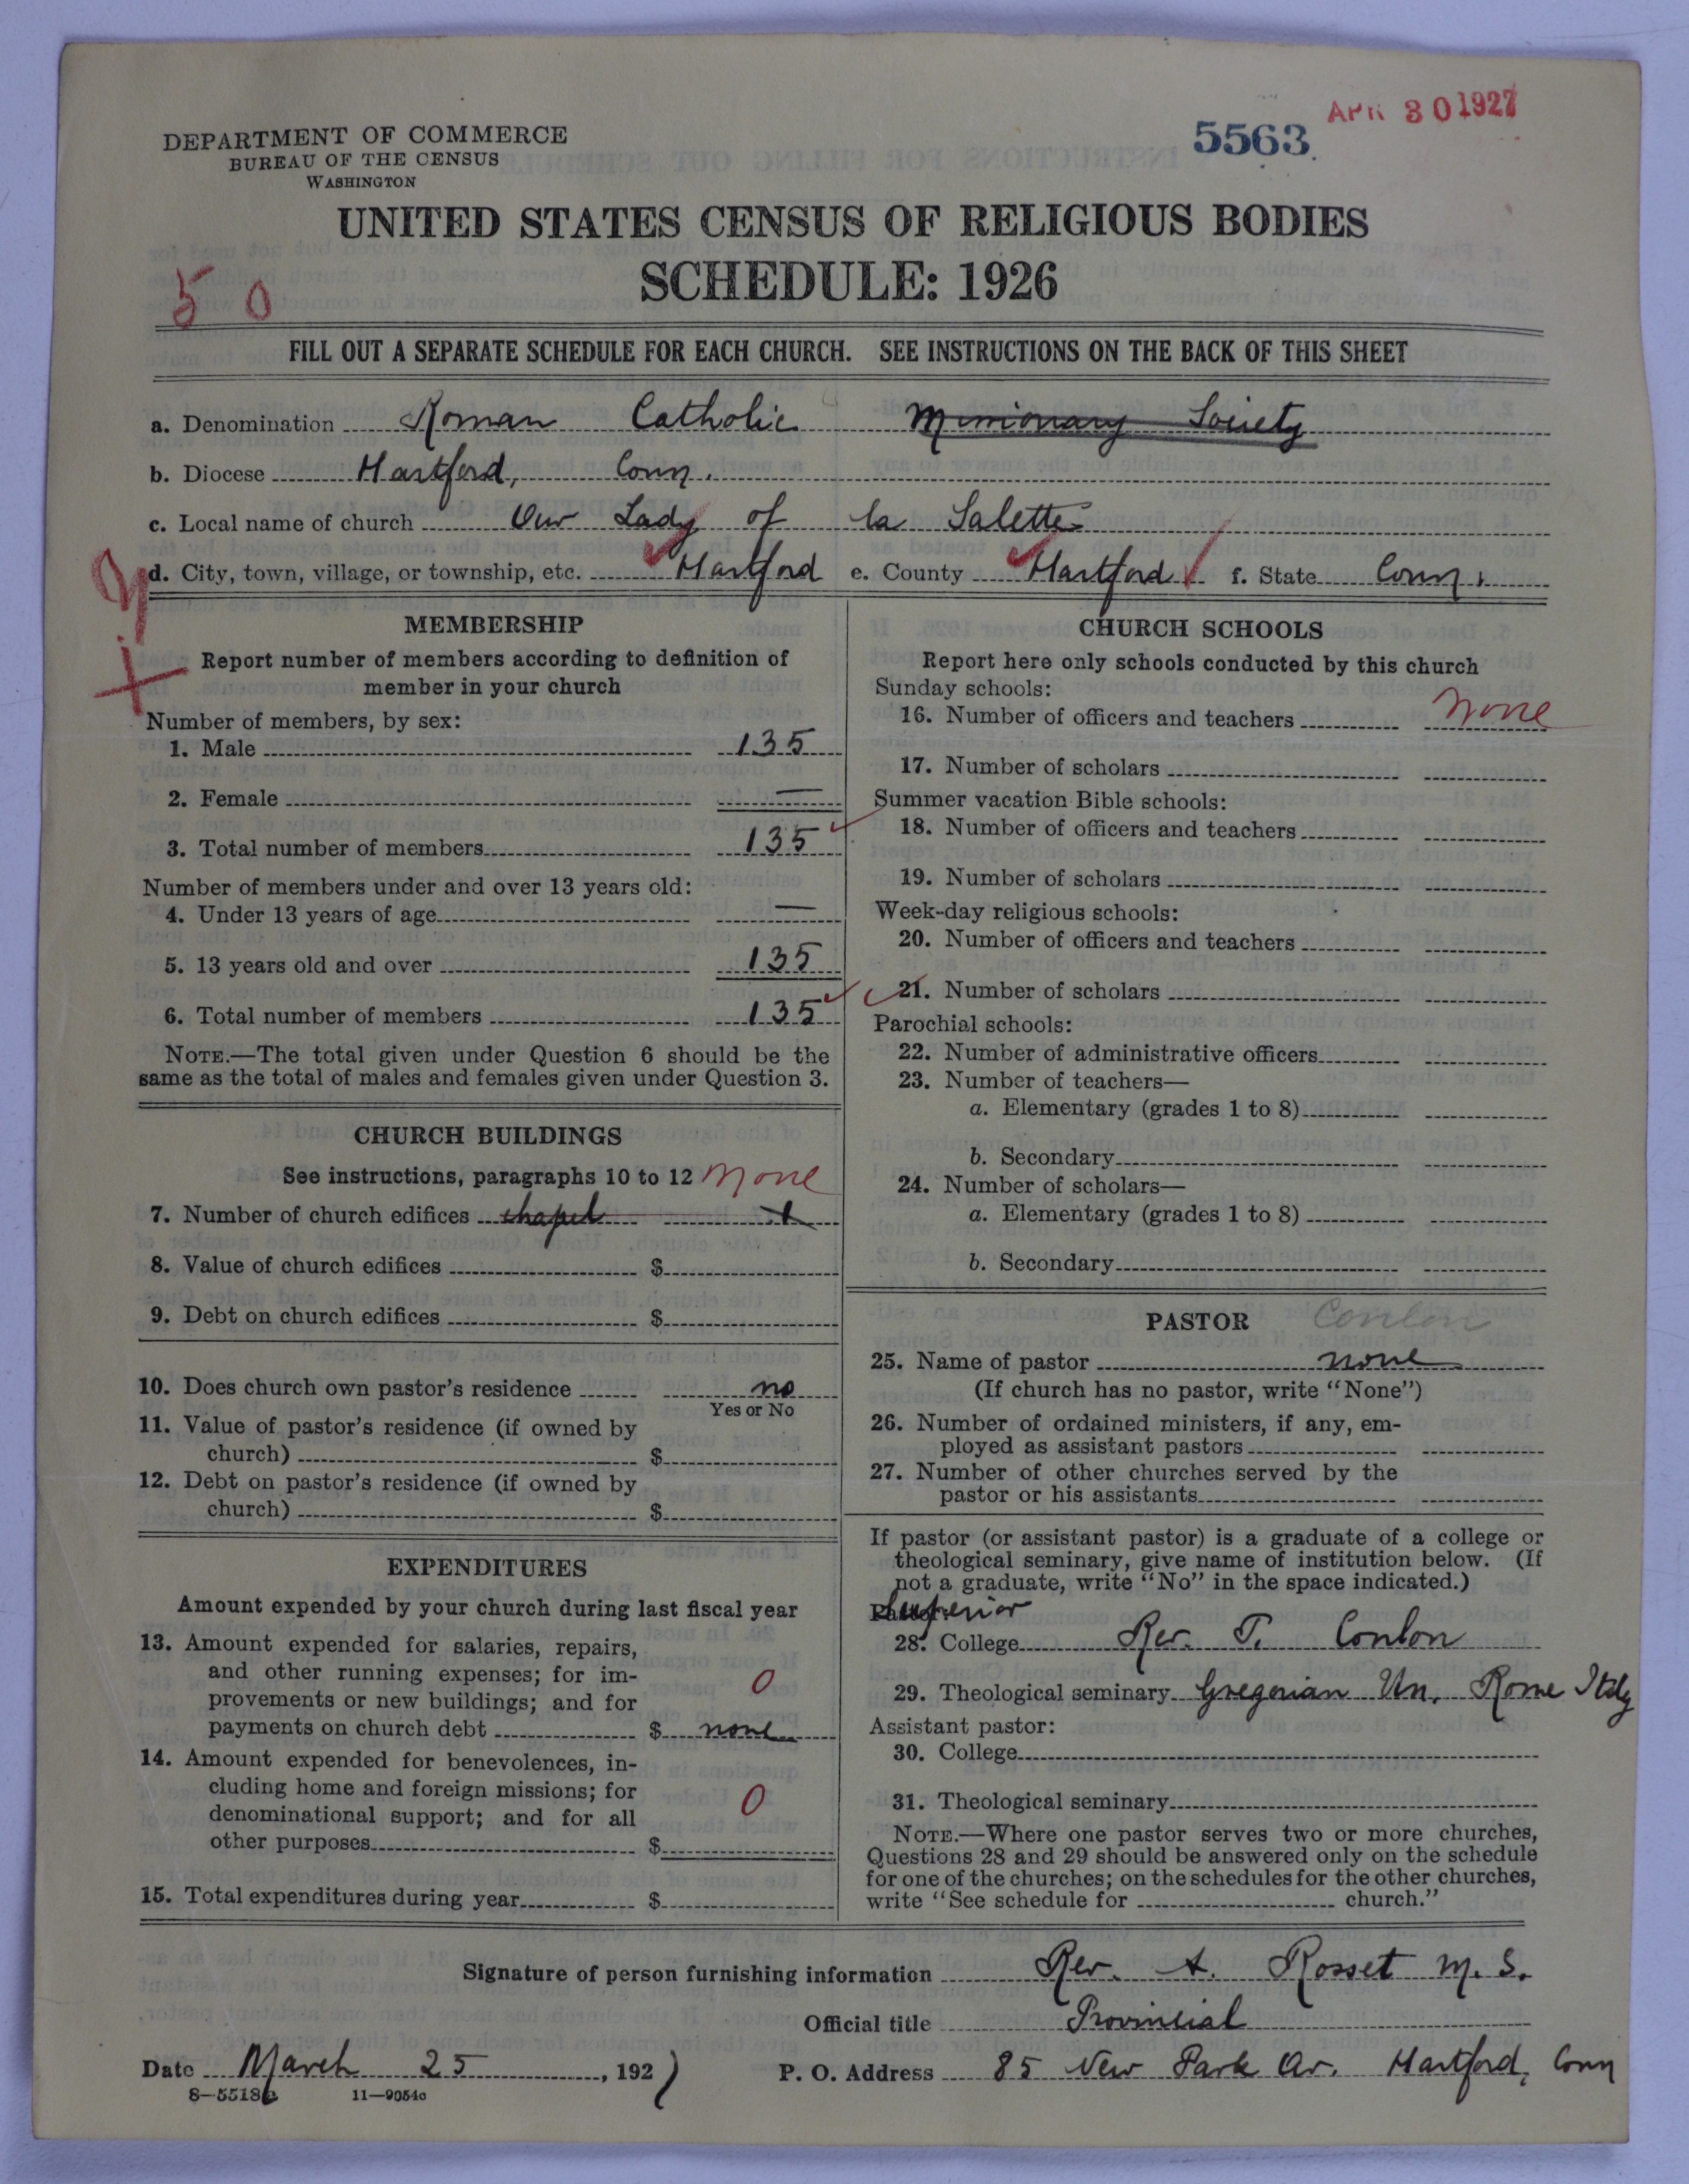 APR 30 1927
5563
DEPARTMENT OF COMMERCE
BUREAU OF THE CENSUS
WASHINGTON
UNITED STATES CENSUS OF RELIGIOUS BODIES
SCHEDULE: 1926
50
FILL OUT A SEPARATE SCHEDULE FOR EACH CHURCH. SEE INSTRUCTIONS ON THE BACK OF THIS SHEET
a. Denomination Roman Catholic Missionary Society
b. Diocese Hartford, Conn.
c. Local name of church Our Lady of la Salette
d. City, town, village, or township, etc. Hartford e. County Hartford f. State Conn.
MEMBERSHIP
Report number of members according to definition of
member in your church
Number of members, by sex:
1. Male 135
2. Female —
3. Total number of members 135
Number of members under and over 13 years old:
4. Under 13 years of age —
5. 13 years old and over 135
6. Total number of members 135
NOTE.—The total given under Question 6 should be the
same as the total of males and females given under Question 3.
CHURCH BUILDINGS
See instructions, paragraphs 10 to 12 None
7. Number of church edifices chapel 1
8. Value of church edifices $
9. Debt on church edifices $
10. Does church own pastor's residence no
Yes or No
11. Value of pastor's residence (if owned by
church) $
12. Debt on pastor's residence (if owned by
church) $
EXPENDITURES
Amount expended by your church during last fiscal year
13. Amount expended for salaries, repairs,
and other running expenses; for im-
provements or new buildings; and for 0
payments on church debt $ none
14. Amount expended for benevolences, in-
cluding home and foreign missions; for
denominational support; and for all 0
other purposes $
15. Total expenditures during year $
CHURCH SCHOOLS
Report here only schools conducted by this church
Sunday schools:
16. Number of officers and teachers None
17. Number of scholars
Summer vacation Bible schools:
18. Number of officers and teachers
19. Number of scholars
Week-day religious schools:
20. Number of officers and teachers
21. Number of scholars
Parochial schools:
22. Number of administrative officers
23. Number of teachers—
a. Elementary (grades 1 to 8)
b. Secondary
24. Number of scholars—
a. Elementary (grades 1 to 8)
b. Secondary
PASTOR Conlon
25. Name of pastor none
(If church has no pastor, write "None")
26. Number of ordained ministers, if any, em-
ployed as assistant pastors
27. Number of other churches served by the
pastor or his assistants
If pastor (or assistant pastor) is a graduate of a college or
theological seminary, give name of institution below. (If
not a graduate, write "No" in the space indicated.)
Pastor: Superior
28. College Rev. T. Conlon
29. Theological seminary Gregorian Un. Rome Italy
Assistant pastor:
30. College
31. Theological seminary
NOTE.—Where one pastor serves two or more churches,
Questions 28 and 29 should be answered only on the schedule
for one of the churches; on the schedules for the other churches,
write "See schedule for church."
Signature of person furnishing information Rev. A. Rosset M. S.
Official title Provincial
Date March 25, 1927 P. O. Address 85 New Park Av. Hartford, Conn
11—9054c